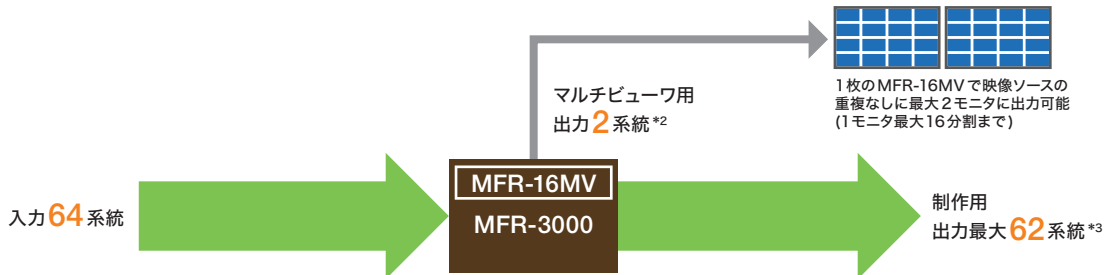 1枚のMFR-16MVで映像ソースの
重複なしに最大2モニタに出力可能
(1モニタ最大16分割まで)
マルチビューワ用
出力2系統*2
入力64系統
MFR-16MV
MFR-3000
制作用
出力最大62系統*3